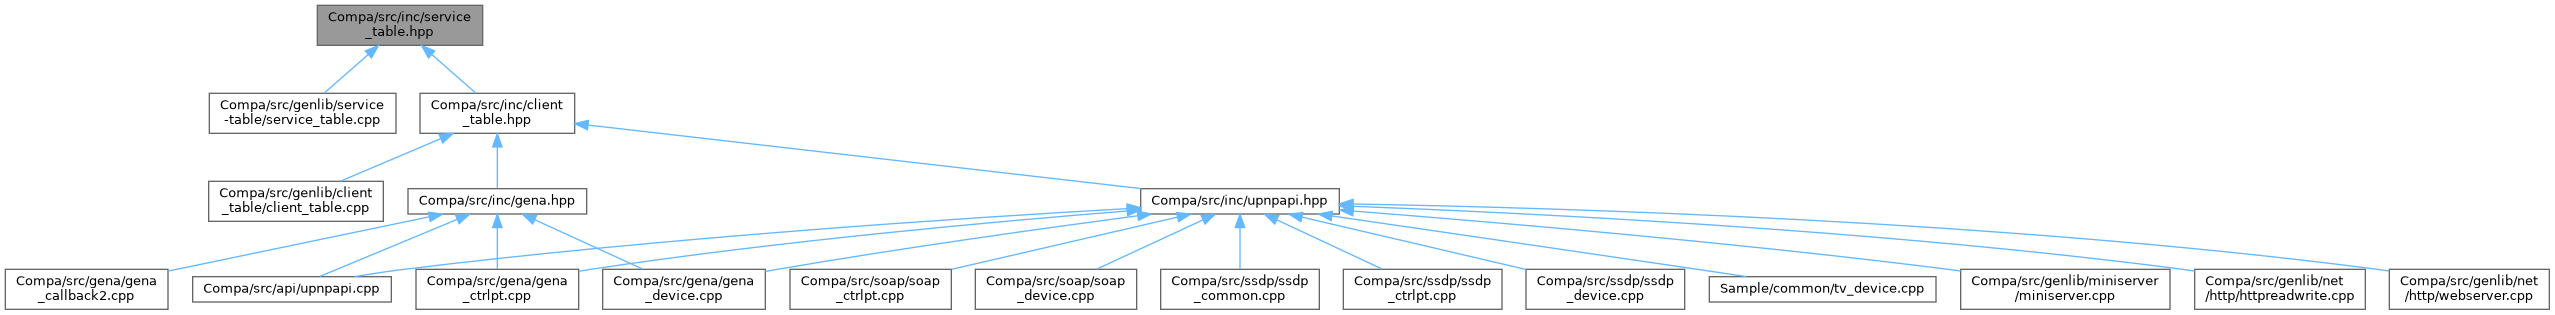 Compa/src/inc/service
_table.hpp
Compa/src/genlib/service
-table/service_table.cpp
Compa/src/inc/client
_table.hpp
Compa/src/genlib/client
_table/client_table.cpp
Compa/src/inc/gena.hpp
Compa/src/inc/upnpapi.hpp
Compa/src/gena/gena
_callback2.cpp
Compa/src/api/upnpapi.cpp
Compa/src/gena/gena
_ctrlpt.cpp
Compa/src/gena/gena
_device.cpp
Compa/src/soap/soap
_ctrlpt.cpp
Compa/src/soap/soap
_device.cpp
Compa/src/ssdp/ssdp
_common.cpp
Compa/src/ssdp/ssdp
_ctrlpt.cpp
Compa/src/ssdp/ssdp
_device.cpp
Sample/common/tv_device.cpp
Compa/src/genlib/miniserver
/miniserver.cpp
Compa/src/genlib/net
/http/httpreadwrite.cpp
Compa/src/genlib/net
/http/webserver.cpp